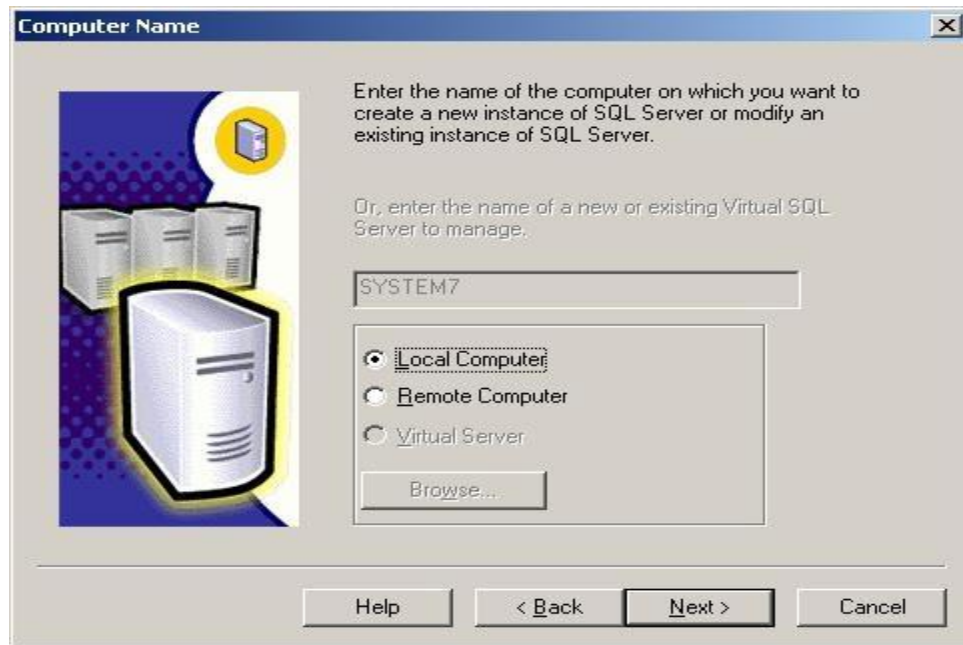 Computer Name
Enter the name of the computer on which you want to
create a new instance of SQL Server or modify an
existing instance of SQL Server.
Or, enter the name of a new or existing Virtual SQL
Server to manage.
SYSTEM7
Local Computer
Remote Computer
Virtual Server
Browse...
Help
< Back
Next >
Cancel